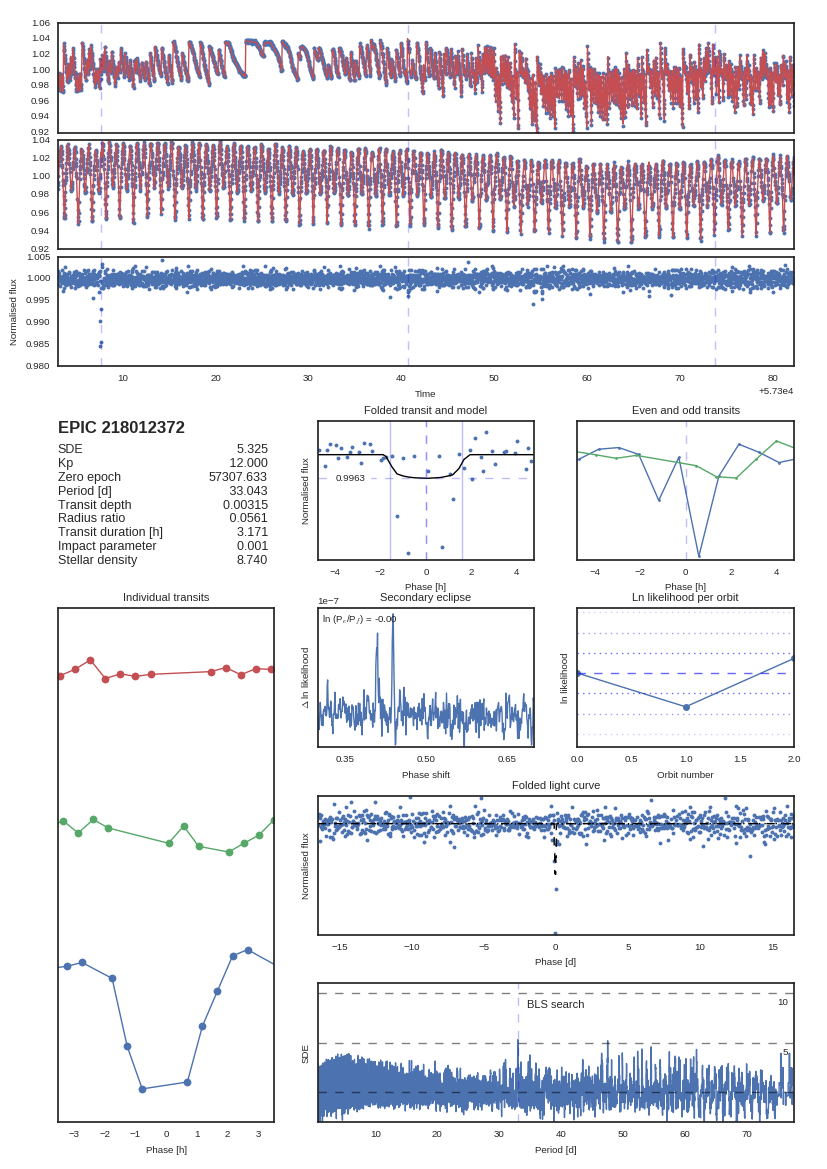 1.06
1.04
1.02
1.00
0.98
0.96
0.94
0.92
1.04
1.02
1.00
0.98
0.96
0.94
0.92
1.005
1.000
0.995
0.990
0.985
0.980
Normalised flux
10 20 30 40 50 60 70 80
Time
+5.73e4
EPIC 218012372
SDE 5.325
Kp 12.000
Zero epoch 57307.633
Period [d] 33.043
Transit depth 0.00315
Radius ratio 0.0561
Transit duration [h] 3.171
Impact parameter 0.001
Stellar density 8.740
Folded transit and model
Normalised flux
0.9963
−4 −2 0 2 4
Phase [h]
Even and odd transits
−4 −2 0 2 4
Phase [h]
Individual transits
−3 −2 −1 0 1 2 3
Phase [h]
Secondary eclipse
1e−7
ln (Pₑ/P𝑓) = -0.00
Δ ln likelihood
0.35 0.50 0.65
Phase shift
Ln likelihood per orbit
ln likelihood
0.0 0.5 1.0 1.5 2.0
Orbit number
Folded light curve
Normalised flux
−15 −10 −5 0 5 10 15
Phase [d]
BLS search
10
5
SDE
10 20 30 40 50 60 70
Period [d]